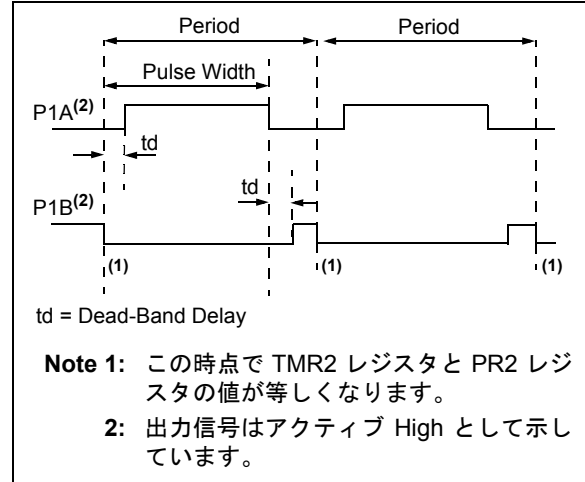 Period Period
Pulse Width
P1A(2)
td
td
P1B(2)
(1) (1) (1)
td = Dead-Band Delay
Note 1: この時点で TMR2 レジスタと PR2 レジ
スタの値が等しくなります。
2: 出力信号はアクティブ High として示し
ています。